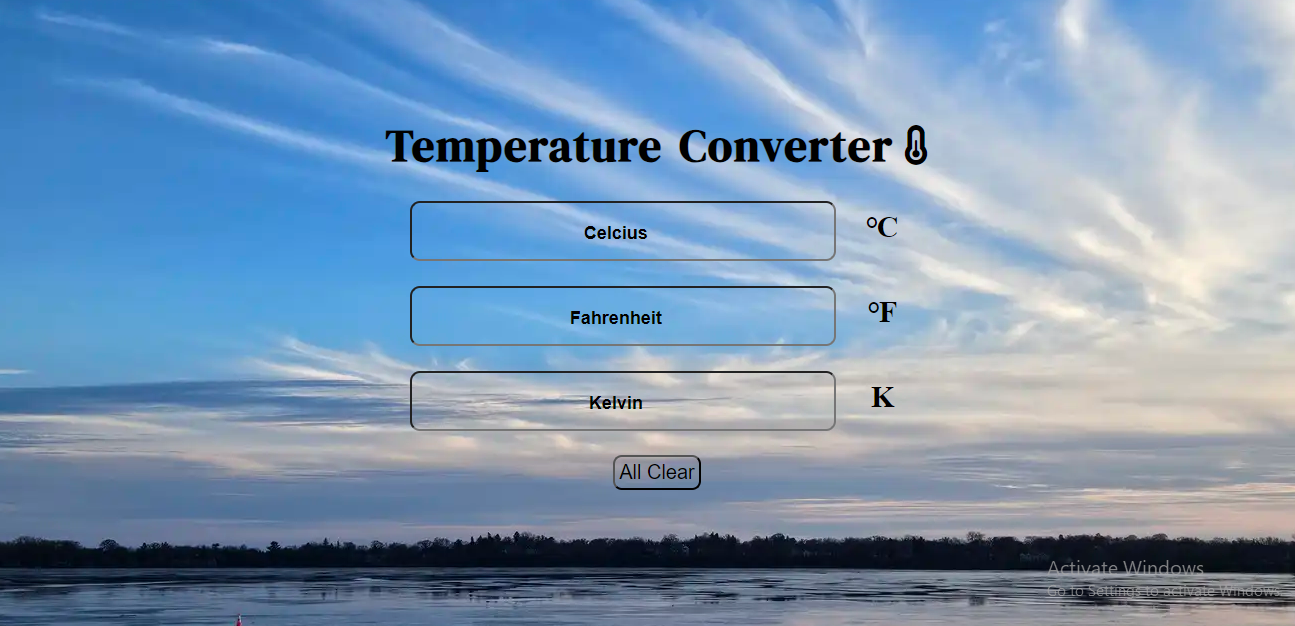 Temperature Converter
Celcius
°C
Fahrenheit
°F
Kelvin
K
All Clear
Activate Windows
Go to Settings to activate Windows.